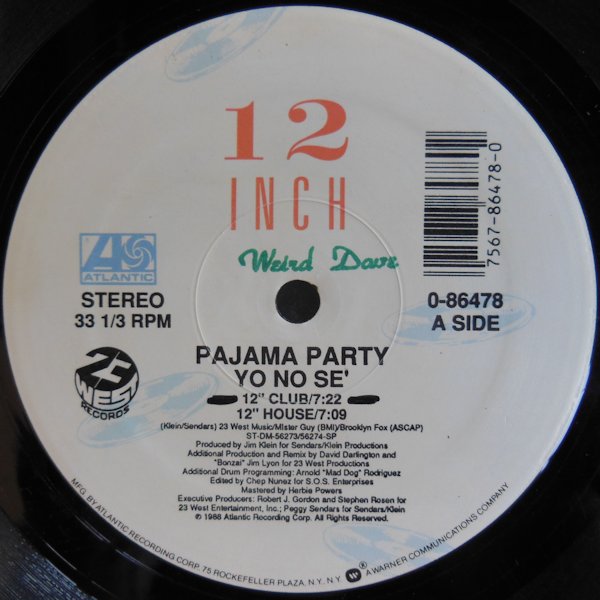 12
INCH
Weird Dave
7567-86478-0
ATLANTIC
STEREO
33 1/3 RPM
0-86478
A SIDE
23
WEST
RECORDS
PAJAMA PARTY
YO NO SE'
12" CLUB/7:22
12" HOUSE/7:09
(Klein/Sendars) 23 West Music/Mister Guy (BMI)/Brooklyn Fox (ASCAP)
ST-DM-56273/56274-SP
Produced by Jim Klein for Sendars/Klein Productions
Additional Production and Remix by David Darlington and
"Bonzai" Jim Lyon for 23 West Productions
Additional Drum Programming: Arnold "Mad Dog" Rodriguez
Edited by Chep Nunez for S.O.S. Enterprises
Mastered by Herbie Powers
Executive Producers: Robert J. Gordon and Stephen Rosen for
23 West Entertainment, Inc.; Peggy Sendars for Sendars/Klein
℗ 1988 Atlantic Recording Corp. All Rights Reserved.
MFG. BY ATLANTIC RECORDING CORP. 75 ROCKEFELLER PLAZA, N.Y. N.Y. W ® A WARNER COMMUNICATIONS COMPANY